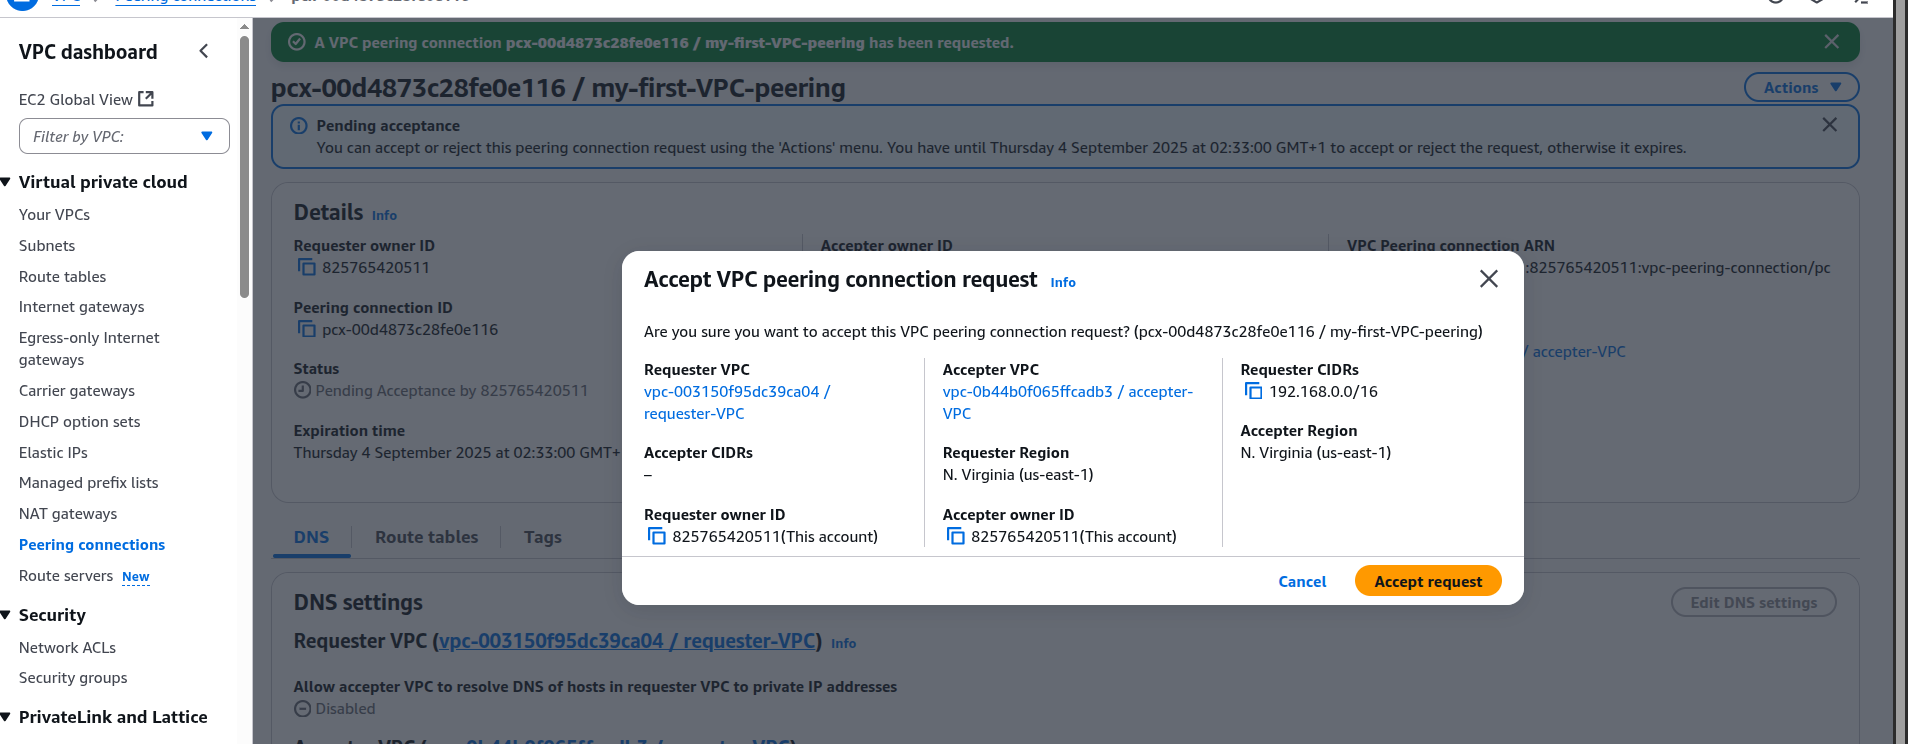 VPC dashboard
EC2 Global View
Filter by VPC:
Virtual private cloud
Your VPCs
Subnets
Route tables
Internet gateways
Egress-only Internet
gateways
Carrier gateways
DHCP option sets
Elastic IPs
Managed prefix lists
NAT gateways
Peering connections
Route servers New
Security
Network ACLs
Security groups
PrivateLink and Lattice
A VPC peering connection pcx-00d4873c28fe0e116 / my-first-VPC-peering has been requested.
pcx-00d4873c28fe0e116 / my-first-VPC-peering
Actions
Pending acceptance
You can accept or reject this peering connection request using the 'Actions' menu. You have until Thursday 4 September 2025 at 02:33:00 GMT+1 to accept or reject the request, otherwise it expires.
Details Info
Requester owner ID
825765420511
Peering connection ID
pcx-00d4873c28fe0e116
Status
Pending Acceptance by 825765420511
Expiration time
Thursday 4 September 2025 at 02:33:00 GMT+
Accepter owner ID
VPC Peering connection ARN
:825765420511:vpc-peering-connection/pc
/ accepter-VPC
Accept VPC peering connection request Info
Are you sure you want to accept this VPC peering connection request? (pcx-00d4873c28fe0e116 / my-first-VPC-peering)
Requester VPC
vpc-003150f95dc39ca04 /
requester-VPC
Accepter CIDRs
–
Requester owner ID
825765420511(This account)
Accepter VPC
vpc-0b44b0f065ffcadb3 / accepter-
VPC
Requester Region
N. Virginia (us-east-1)
Accepter owner ID
825765420511(This account)
Requester CIDRs
192.168.0.0/16
Accepter Region
N. Virginia (us-east-1)
Cancel
Accept request
DNS
Route tables
Tags
DNS settings
Edit DNS settings
Requester VPC (vpc-003150f95dc39ca04 / requester-VPC) Info
Allow accepter VPC to resolve DNS of hosts in requester VPC to private IP addresses
Disabled